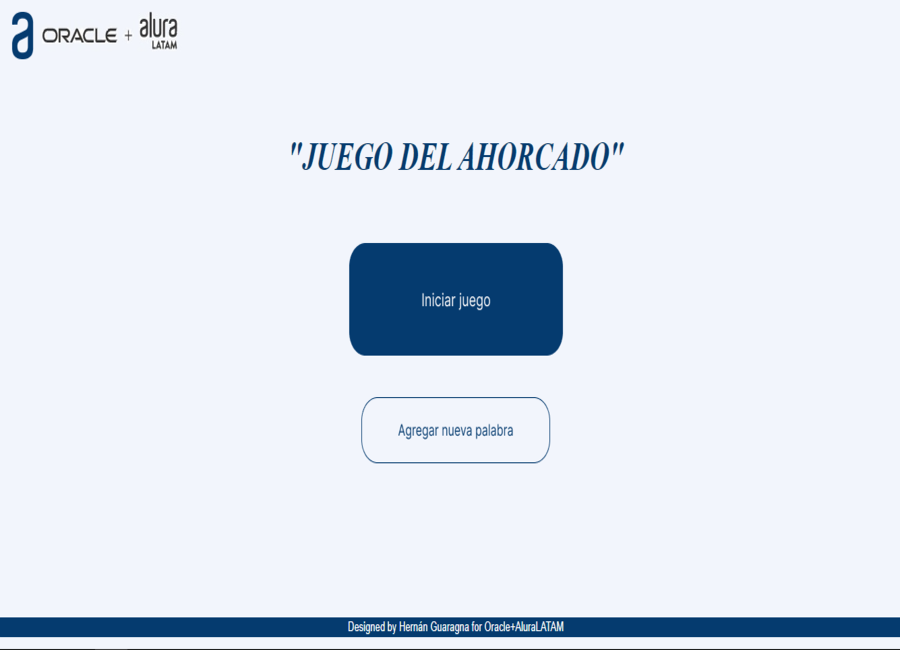 a ORACLE + alura
LATAM
"JUEGO DEL AHORCADO"
Iniciar juego
Agregar nueva palabra
Designed by Hernán Guaragna for Oracle+AluraLATAM